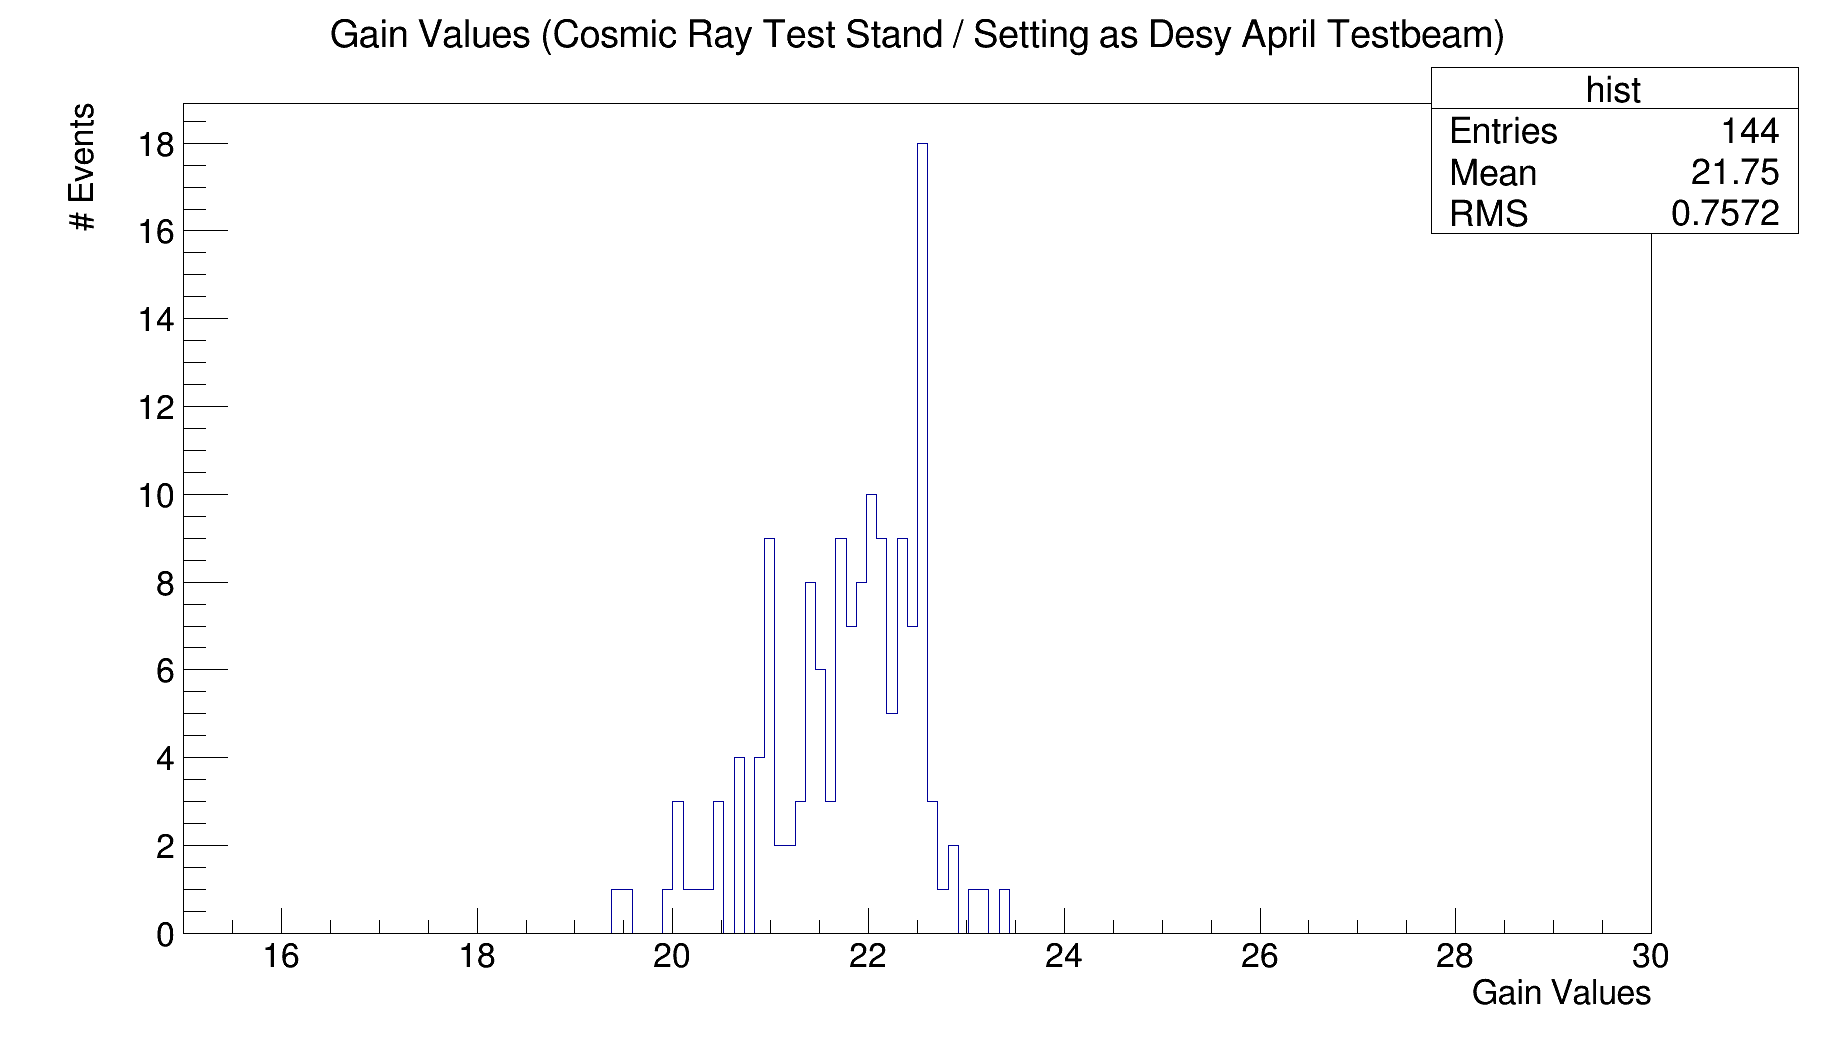 Gain Values (Cosmic Ray Test Stand / Setting as Desy April Testbeam)
hist
Entries 144
Mean 21.75
RMS 0.7572
# Events
18
16
14
12
10
8
6
4
2
0
16 18 20 22 24 26 28 30
Gain Values